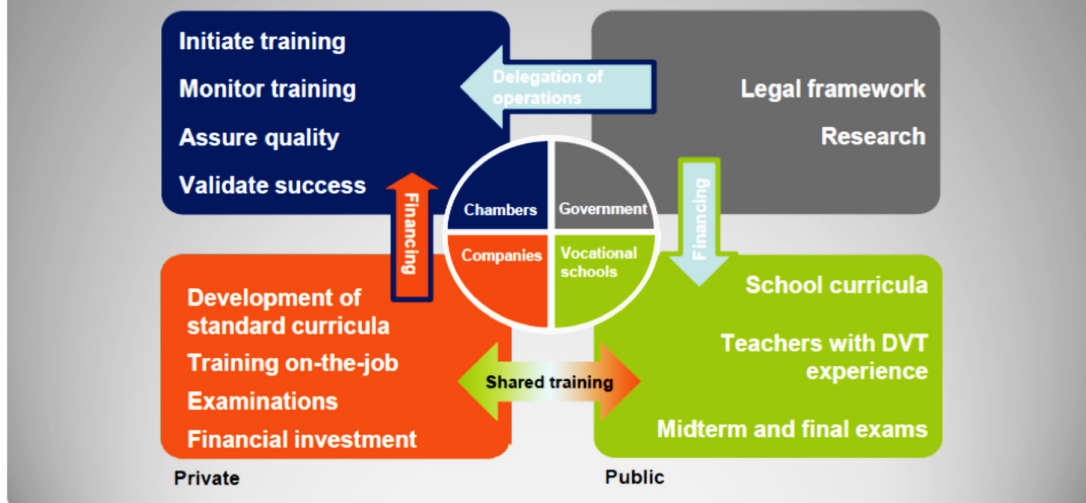 Initiate training
Monitor training
Assure quality
Validate success
Delegation of
operations
Legal framework
Research
Financing
Financing
Chambers
Government
Companies
Vocational
schools
Development of
standard curricula
Training on-the-job
Examinations
Financial investment
Shared training
School curricula
Teachers with DVT
experience
Midterm and final exams
Private
Public